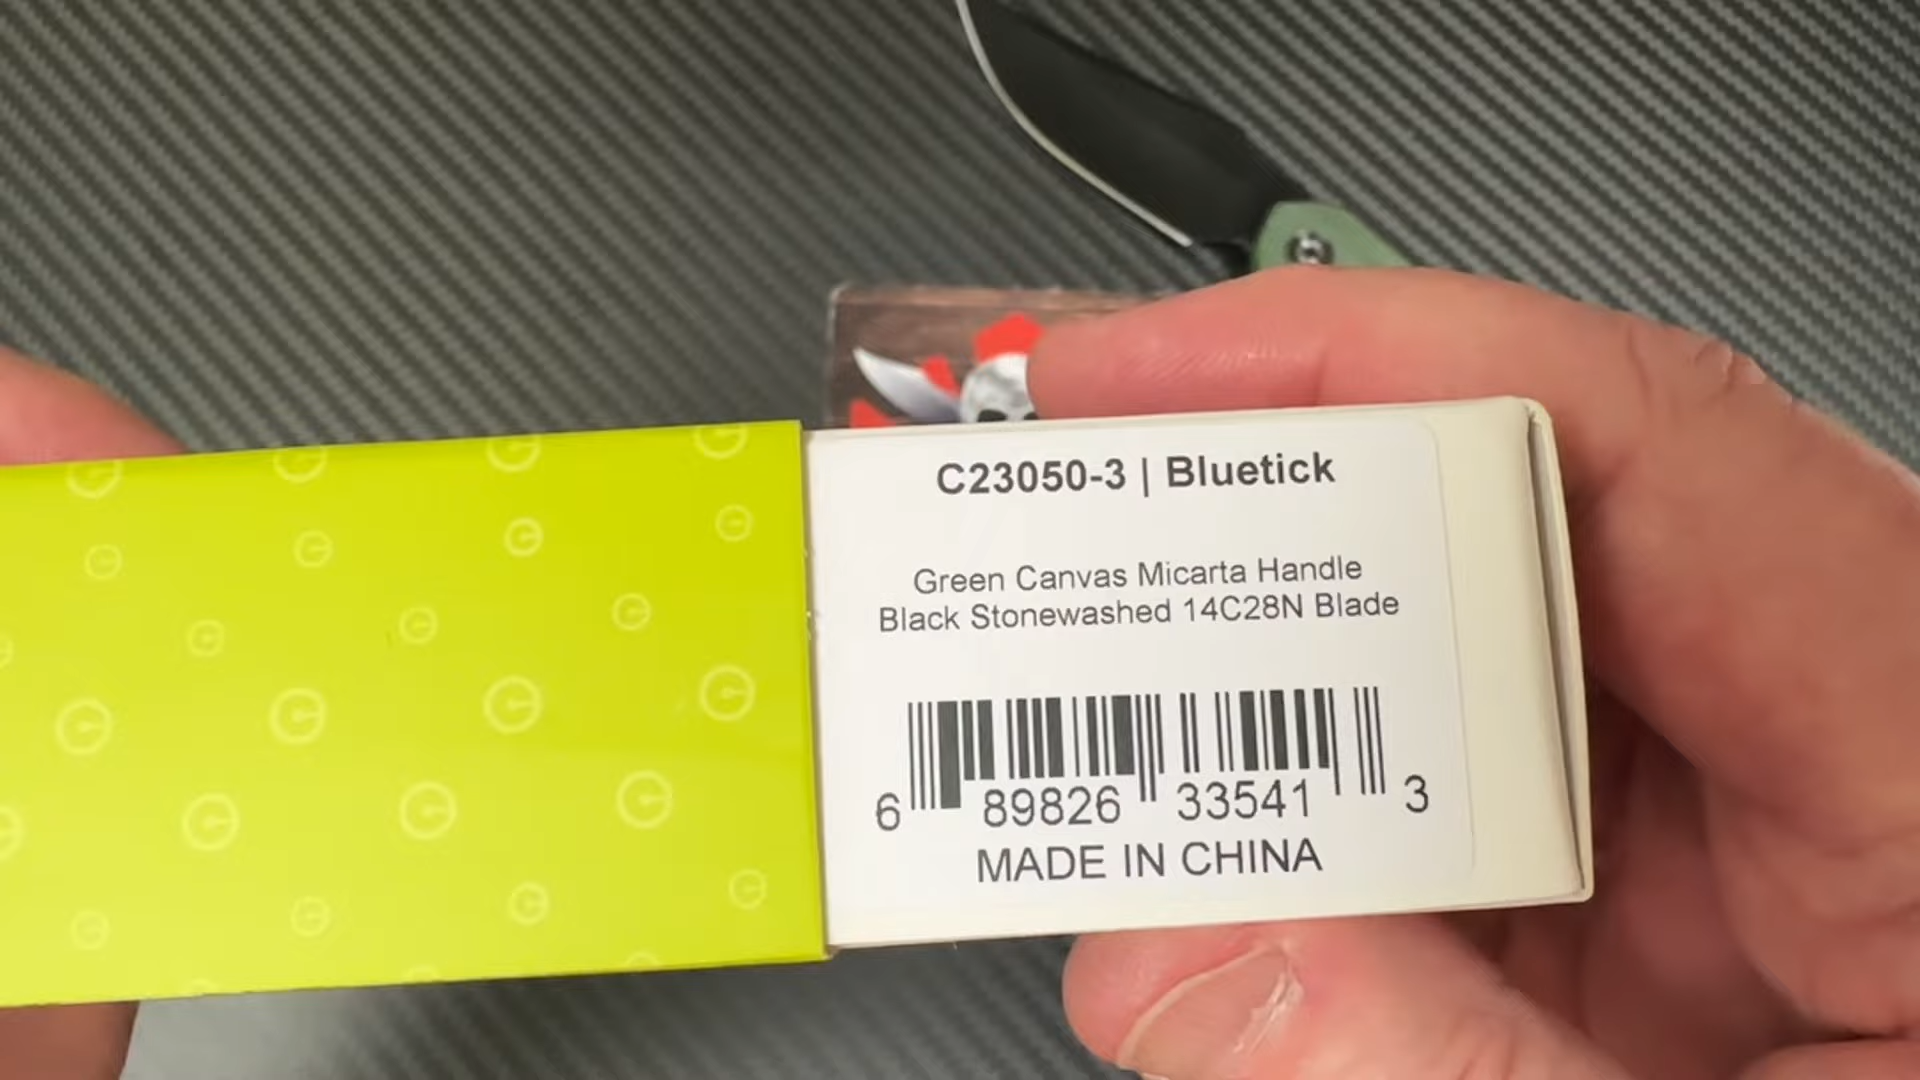 C23050-3 | Bluetick
Green Canvas Micarta Handle
Black Stonewashed 14C28N Blade
6 89826 33541 3
MADE IN CHINA